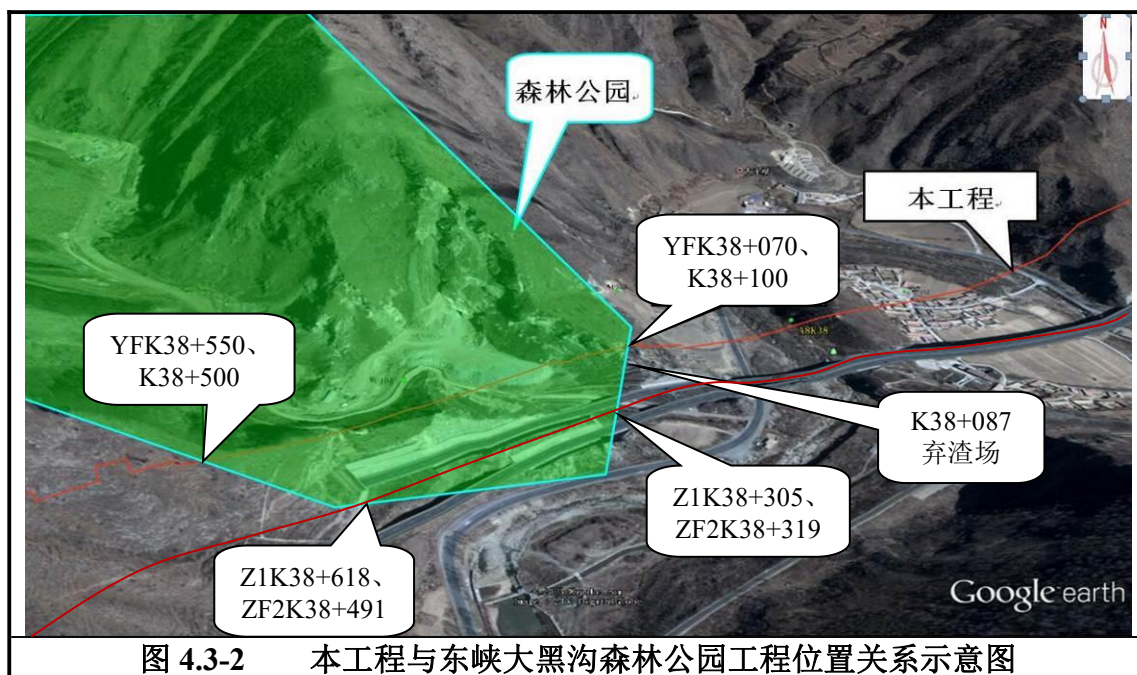 N
森林公园
本工程
YFK38+070、
K38+100
YFK38+550、
K38+500
K38+087
弃渣场
Z1K38+305、
ZF2K38+319
Z1K38+618、
ZF2K38+491
Google earth
图 4.3-2 本工程与东峡大黑沟森林公园工程位置关系示意图